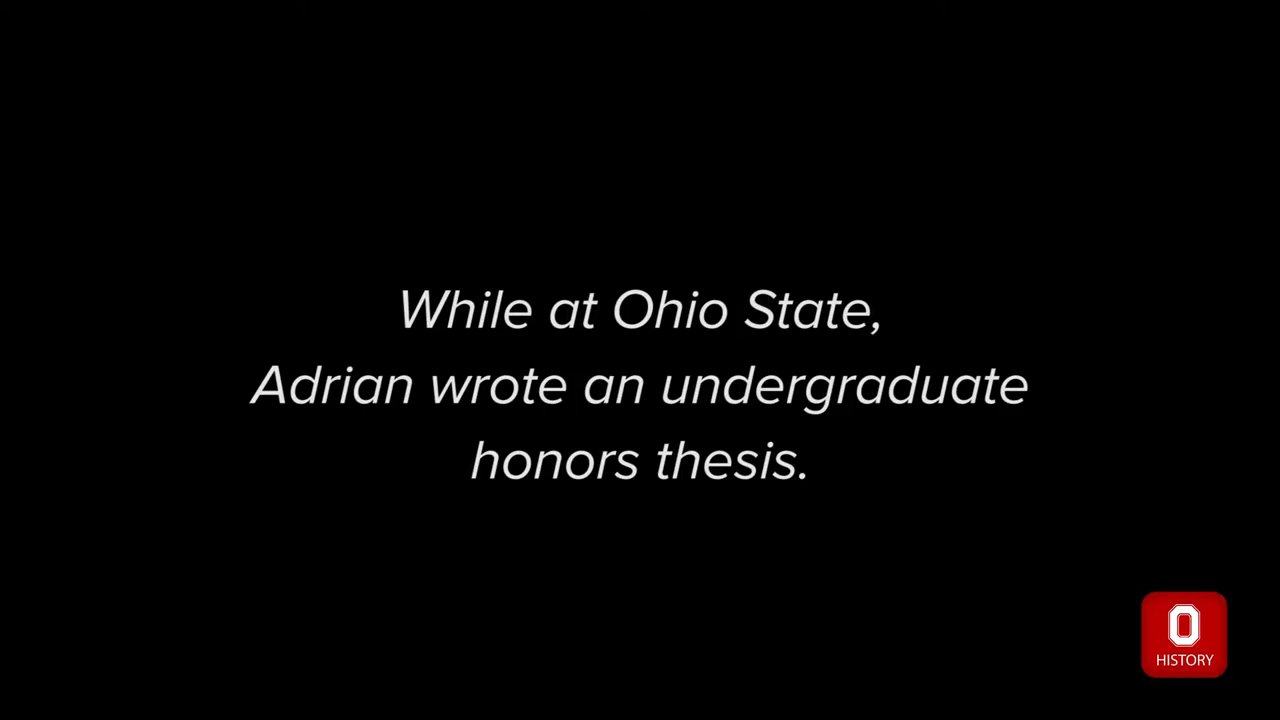 While at Ohio State,
Adrian wrote an undergraduate
honors thesis.
O
HISTORY